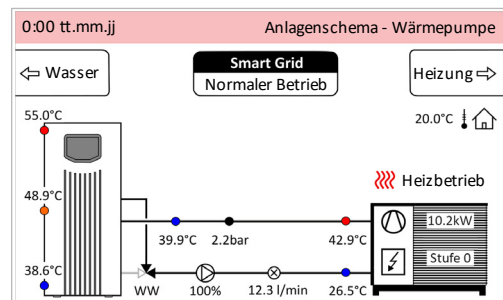 0:00 tt.mm.jj Anlagenschema - Wärmepumpe
Wasser
Smart Grid
Normaler Betrieb
Heizung
55.0°C
20.0°C
Heizbetrieb
48.9°C
10.2kW
39.9°C 2.2bar 42.9°C
Stufe 0
38.6°C
WW 100% 12.3 l/min 26.5°C